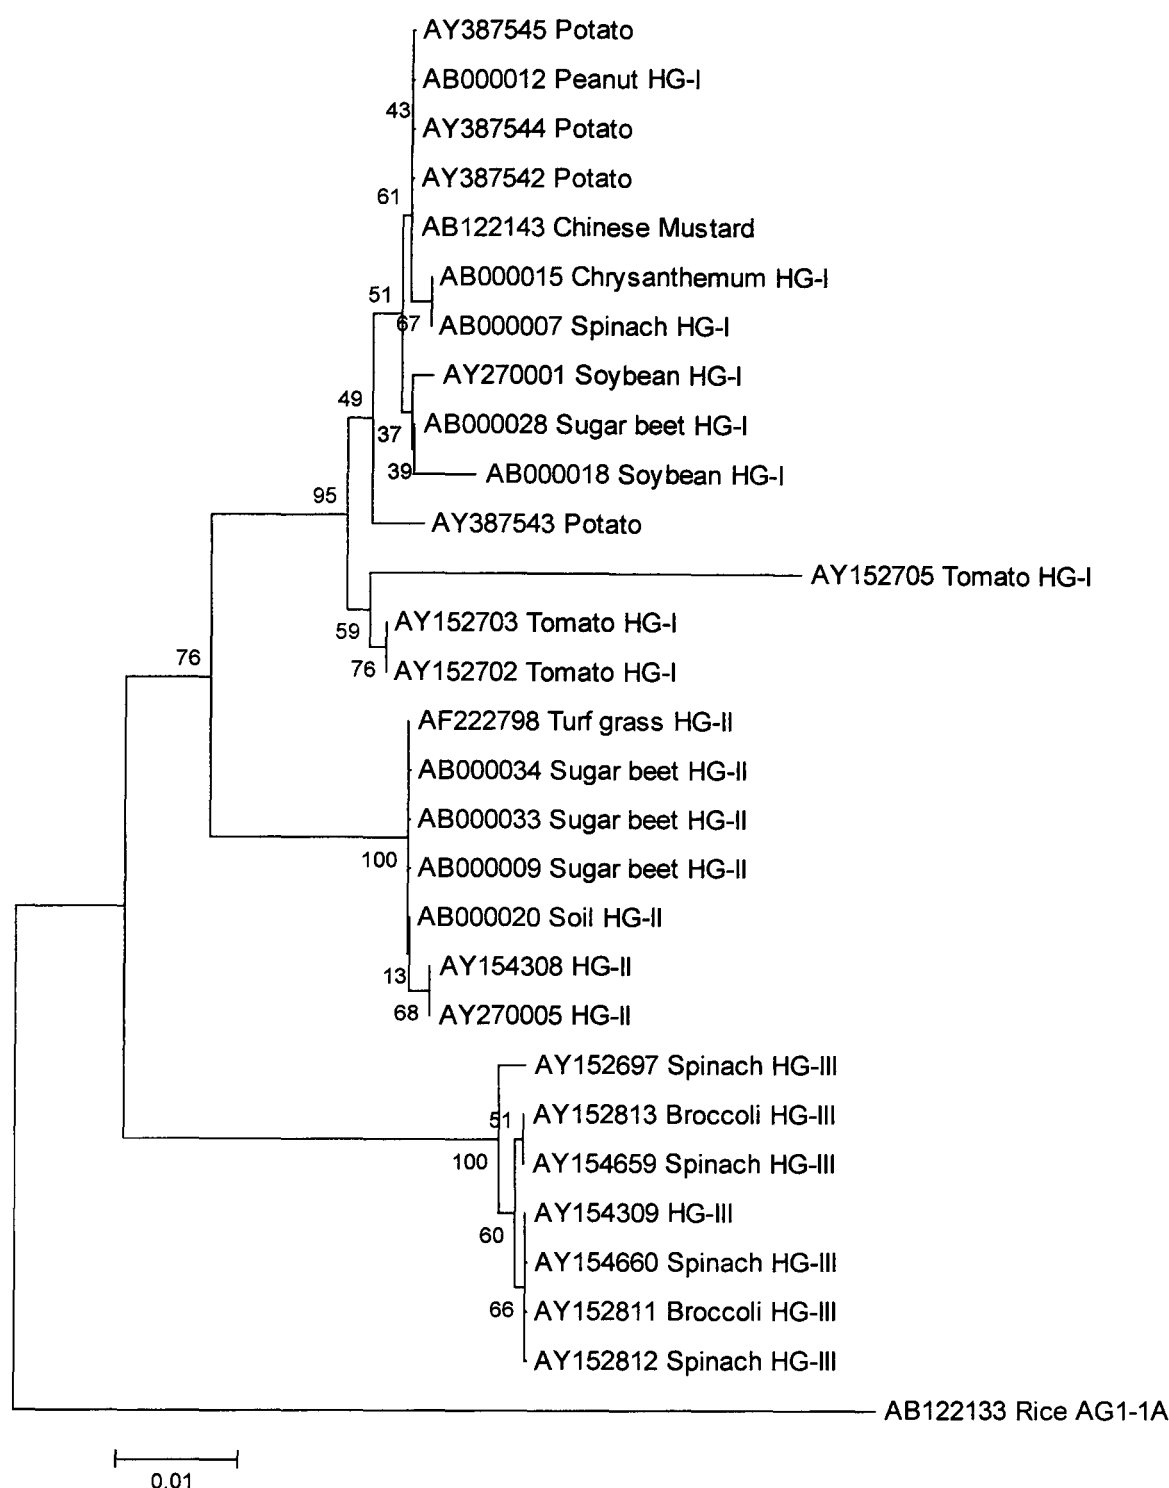 AY387545 Potato
AB000012 Peanut HG-I
43
AY387544 Potato
AY387542 Potato
61
AB122143 Chinese Mustard
AB000015 Chrysanthemum HG-I
51
67
AB000007 Spinach HG-I
AY270001 Soybean HG-I
49
AB000028 Sugar beet HG-I
37
39
AB000018 Soybean HG-I
95
AY387543 Potato
AY152705 Tomato HG-I
AY152703 Tomato HG-I
59
76
AY152702 Tomato HG-I
76
AF222798 Turf grass HG-II
AB000034 Sugar beet HG-II
AB000033 Sugar beet HG-II
100
AB000009 Sugar beet HG-II
AB000020 Soil HG-II
AY154308 HG-II
13
68
AY270005 HG-II
AY152697 Spinach HG-III
AY152813 Broccoli HG-III
51
100
AY154659 Spinach HG-III
AY154309 HG-III
60
AY154660 Spinach HG-III
66
AY152811 Broccoli HG-III
AY152812 Spinach HG-III
AB122133 Rice AG1-1A
0.01